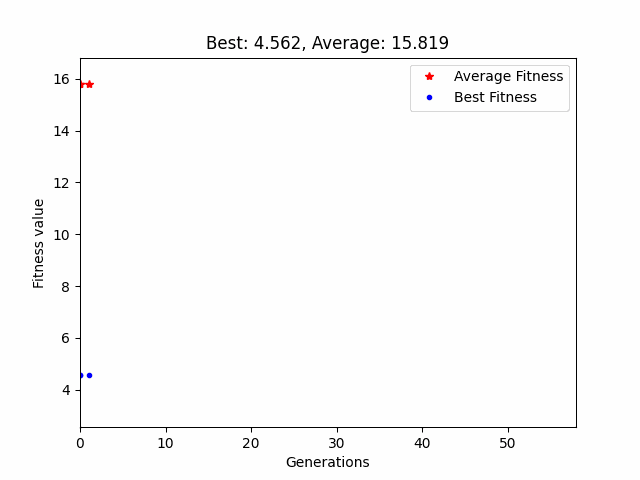 Best: 4.562, Average: 15.819
Average Fitness
Best Fitness
16
14
12
10
8
6
4
Fitness value
0 10 20 30 40 50
Generations